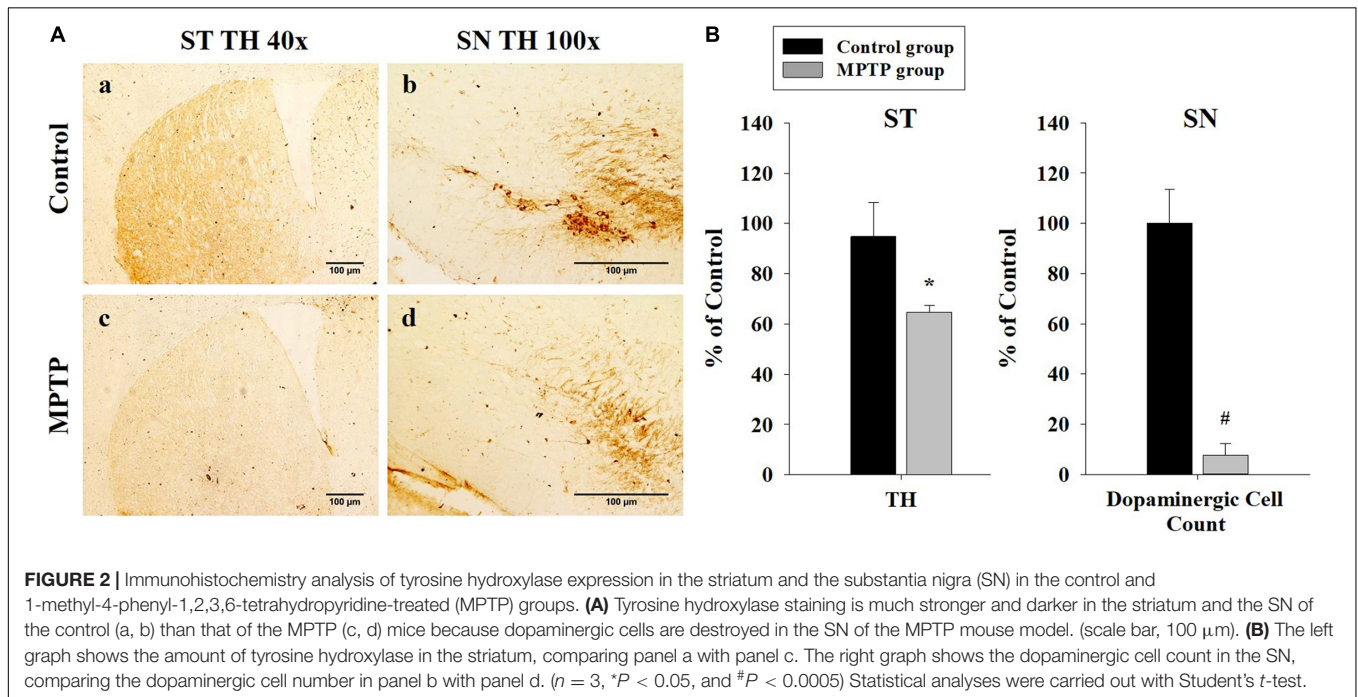 A
ST TH 40x
SN TH 100x
Control
MPTP
a
100 µm
b
100 µm
c
100 µm
d
100 µm
B
Control group
MPTP group
ST
% of Control
140
120
100
80
60
40
20
0
*
TH
SN
% of Control
140
120
100
80
60
40
20
0
#
Dopaminergic Cell
Count
FIGURE 2 | Immunohistochemistry analysis of tyrosine hydroxylase expression in the striatum and the substantia nigra (SN) in the control and
1-methyl-4-phenyl-1,2,3,6-tetrahydropyridine-treated (MPTP) groups. (A) Tyrosine hydroxylase staining is much stronger and darker in the striatum and the SN of
the control (a, b) than that of the MPTP (c, d) mice because dopaminergic cells are destroyed in the SN of the MPTP mouse model. (scale bar, 100 µm). (B) The left
graph shows the amount of tyrosine hydroxylase in the striatum, comparing panel a with panel c. The right graph shows the dopaminergic cell count in the SN,
comparing the dopaminergic cell number in panel b with panel d. (n = 3, *P < 0.05, and #P < 0.0005) Statistical analyses were carried out with Student's t-test.